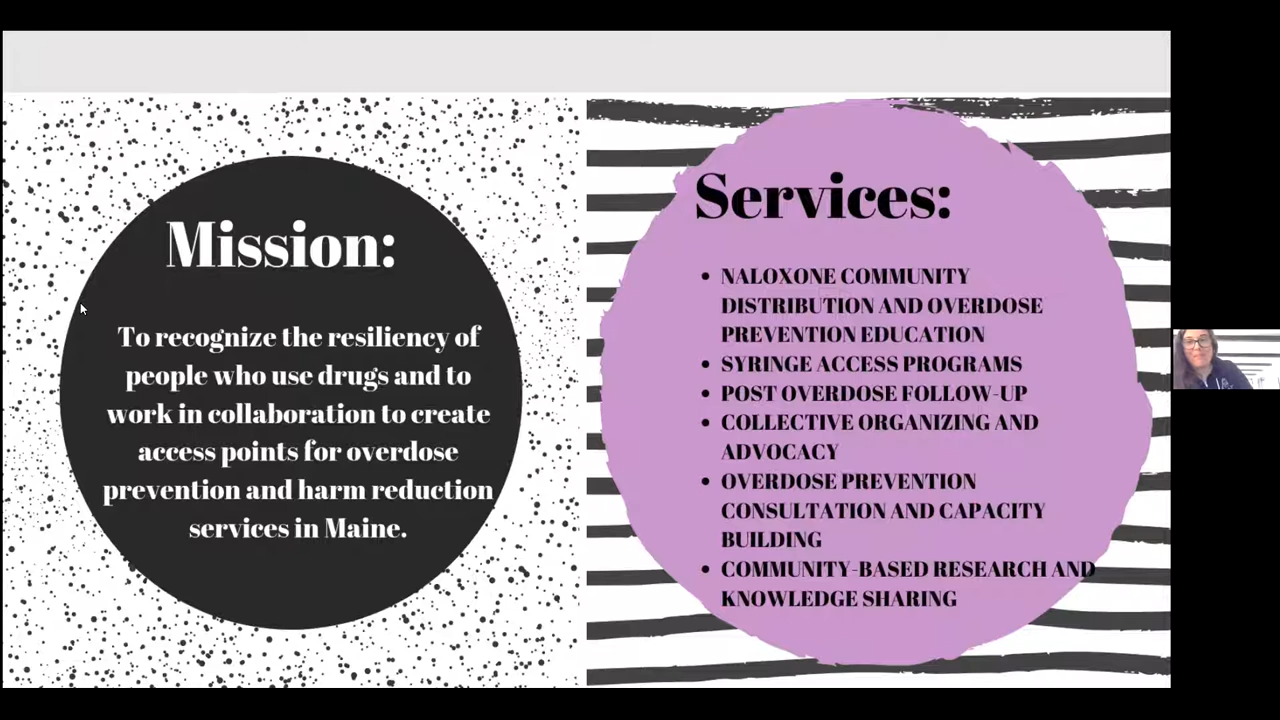 Mission:
To recognize the resiliency of
people who use drugs and to
work in collaboration to create
access points for overdose
prevention and harm reduction
services in Maine.
Services:
• NALOXONE COMMUNITY
DISTRIBUTION AND OVERDOSE
PREVENTION EDUCATION
• SYRINGE ACCESS PROGRAMS
• POST OVERDOSE FOLLOW-UP
• COLLECTIVE ORGANIZING AND
ADVOCACY
• OVERDOSE PREVENTION
CONSULTATION AND CAPACITY
BUILDING
• COMMUNITY-BASED RESEARCH AND
KNOWLEDGE SHARING